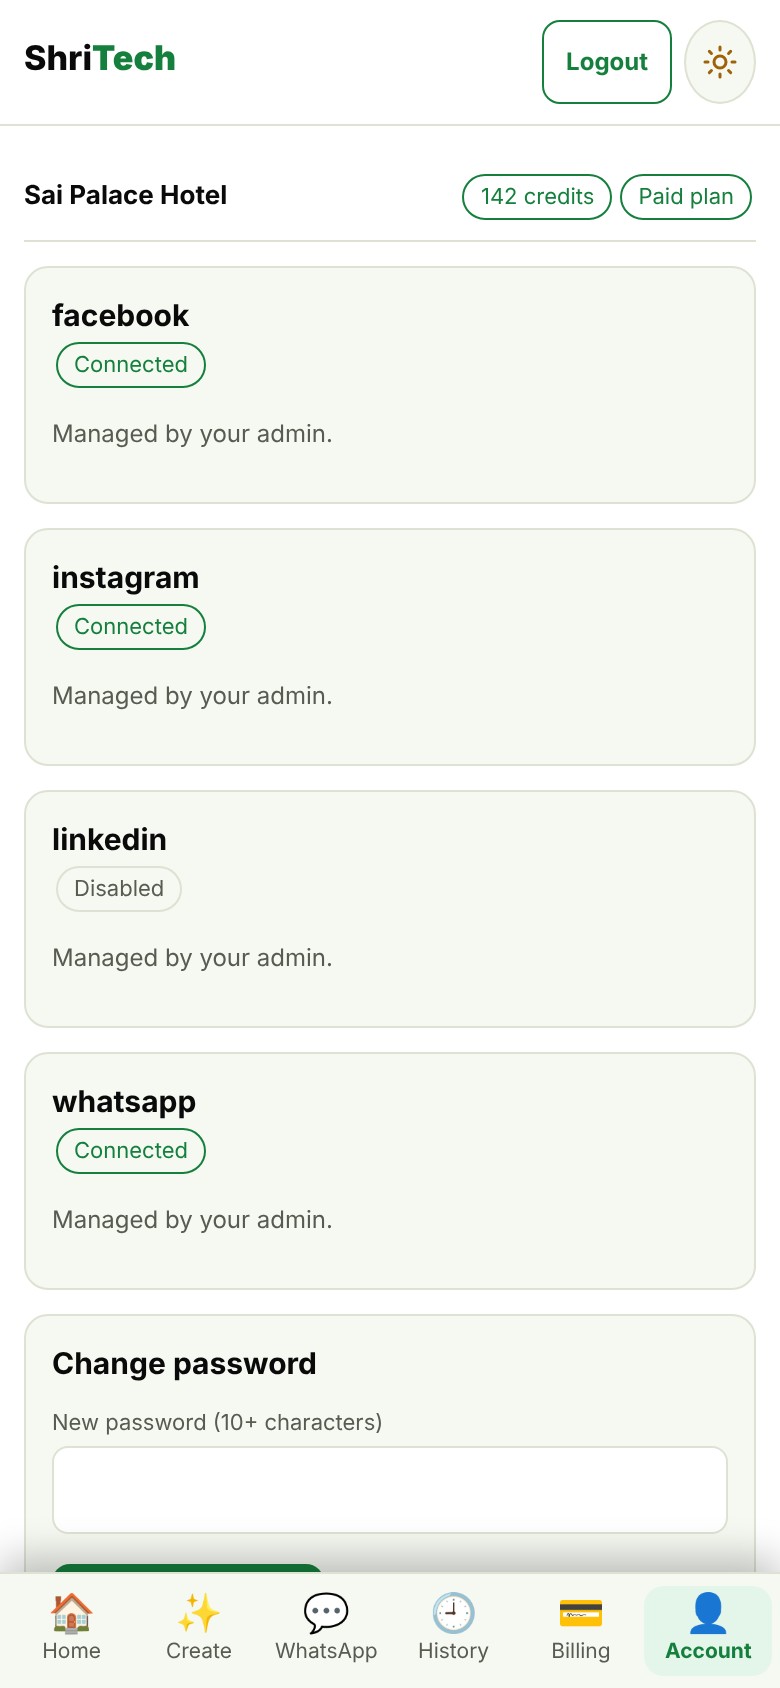 ShriTech
Logout
Sai Palace Hotel
142 credits
Paid plan
facebook
Connected
Managed by your admin.
instagram
Connected
Managed by your admin.
linkedin
Disabled
Managed by your admin.
whatsapp
Connected
Managed by your admin.
Change password
New password (10+ characters)
Home
Create
WhatsApp
History
Billing
Account